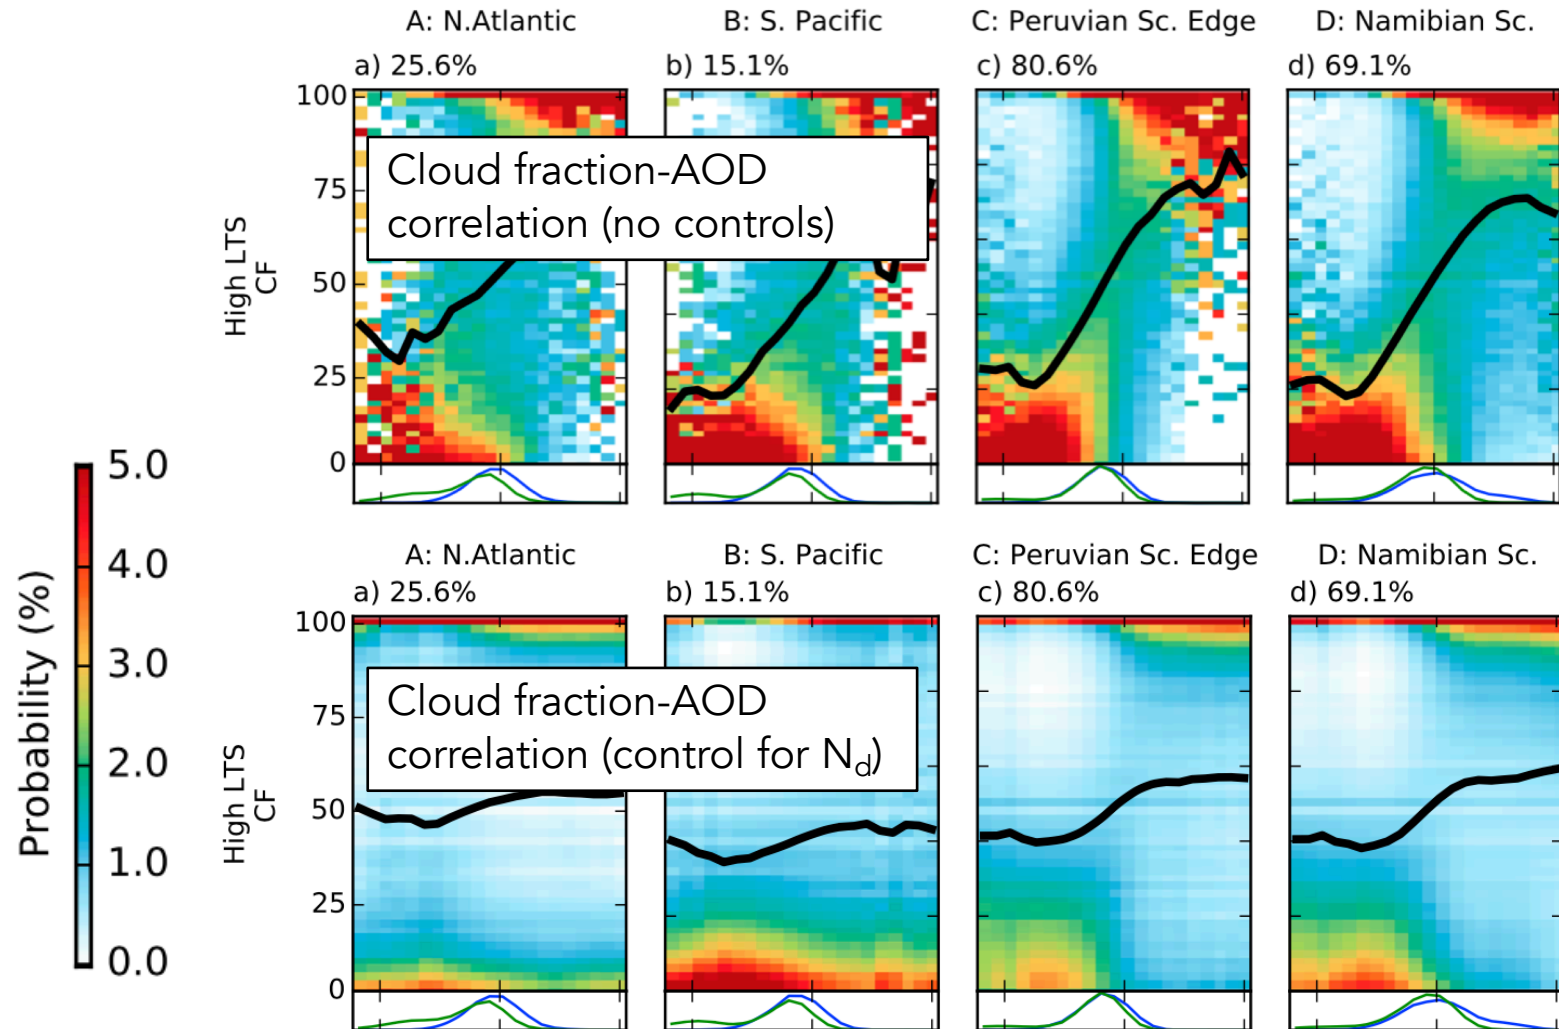 A: N.Atlantic
B: S. Pacific
C: Peruvian Sc. Edge
D: Namibian Sc.
a) 25.6%
b) 15.1%
c) 80.6%
d) 69.1%
100
75
50
25
0
High LTS
CF
Cloud fraction-AOD
correlation (no controls)
A: N.Atlantic
B: S. Pacific
C: Peruvian Sc. Edge
D: Namibian Sc.
a) 25.6%
b) 15.1%
c) 80.6%
d) 69.1%
100
75
50
25
0
High LTS
CF
Cloud fraction-AOD
correlation (control for Nd)
Probability (%)
5.0
4.0
3.0
2.0
1.0
0.0